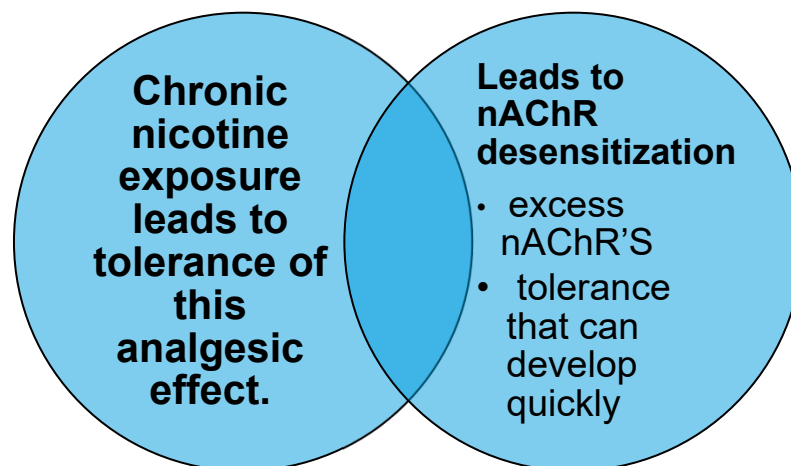 Chronic
nicotine
exposure
leads to
tolerance of
this
analgesic
effect.
Leads to
nAChR
desensitization
• excess
nAChR’S
• tolerance
that can
develop
quickly